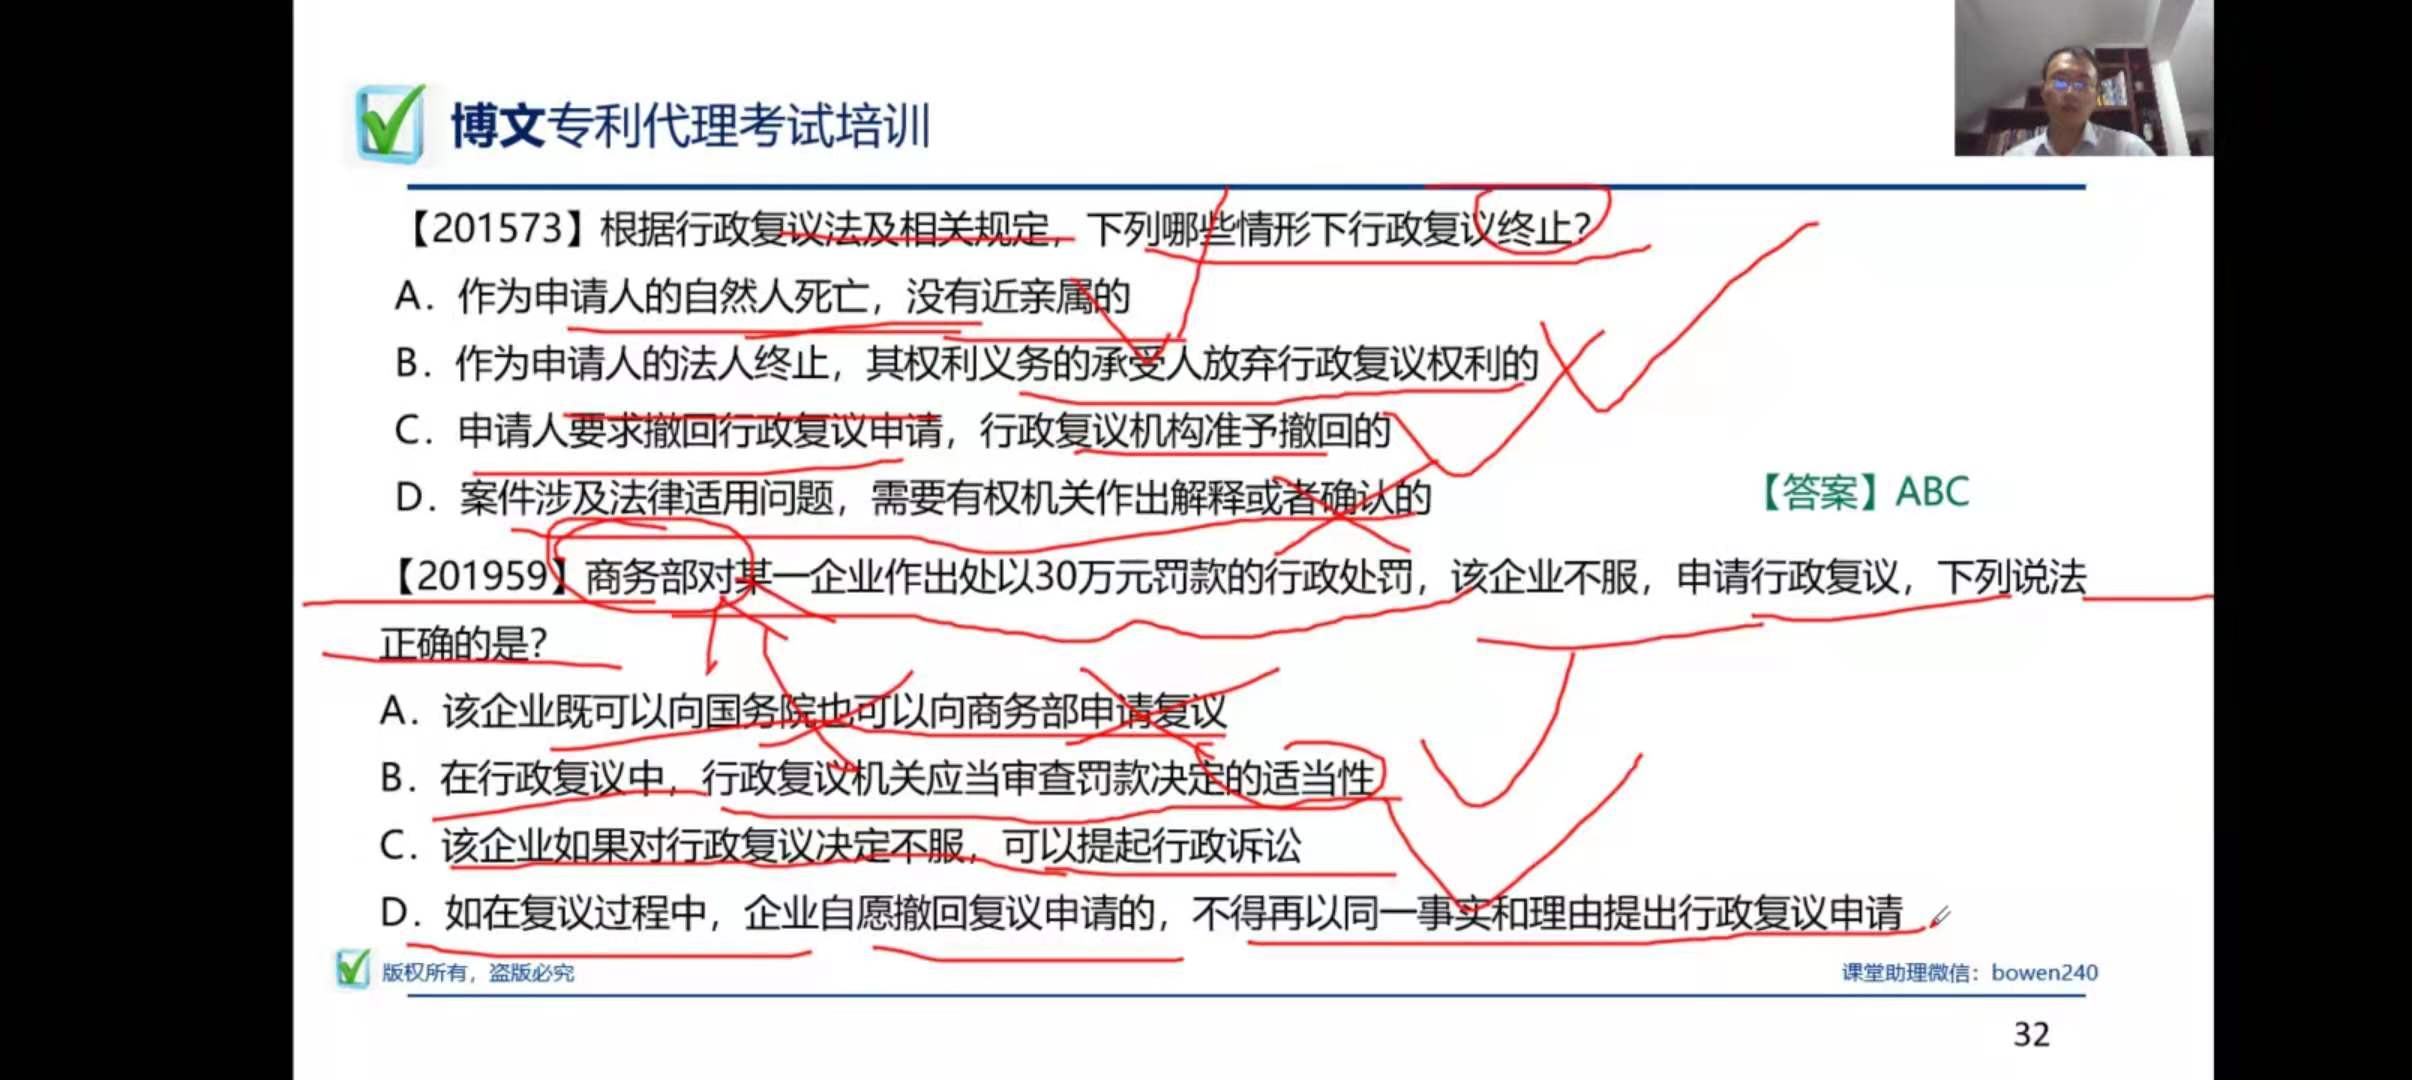 博文专利代理考试培训
【201573】根据行政复议法及相关规定，下列哪些情形下行政复议终止？
A．作为申请人的自然人死亡，没有近亲属的
B．作为申请人的法人终止，其权利义务的承受人放弃行政复议权利的
C．申请人要求撤回行政复议申请，行政复议机构准予撤回的
D．案件涉及法律适用问题，需要有权机关作出解释或者确认的
【答案】ABC
【201959】商务部对某一企业作出处以30万元罚款的行政处罚，该企业不服，申请行政复议，下列说法
正确的是？
A．该企业既可以向国务院也可以向商务部申请复议
B．在行政复议中，行政复议机关应当审查罚款决定的适当性
C．该企业如果对行政复议决定不服，可以提起行政诉讼
D．如在复议过程中，企业自愿撤回复议申请的，不得再以同一事实和理由提出行政复议申请
版权所有，盗版必究
课堂助理微信：bowen240
32